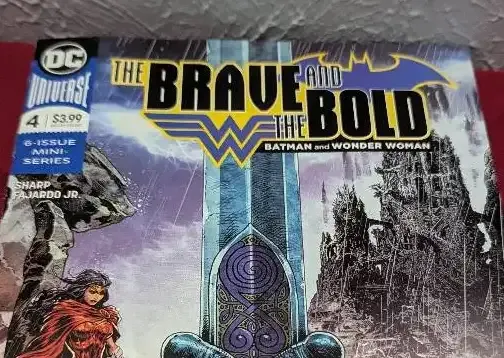 DC
UNIVERSE
4 $3.99
6-ISSUE
MINI-
SERIES
SHARP
FAJARDO JR.
THE BRAVE AND
THE BOLD
BATMAN and WONDER WOMAN